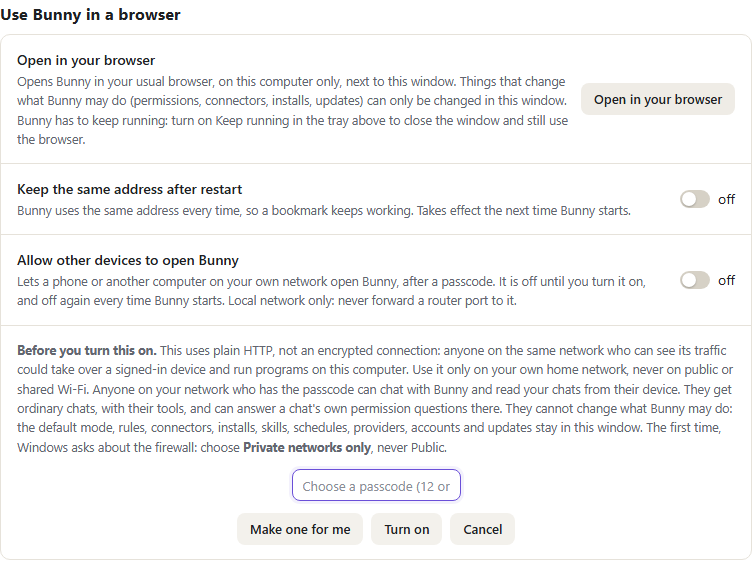 Use Bunny in a browser
Open in your browser
Opens Bunny in your usual browser, on this computer only, next to this window. Things that change
what Bunny may do (permissions, connectors, installs, updates) can only be changed in this window.
Bunny has to keep running: turn on Keep running in the tray above to close the window and still use
the browser.
Open in your browser
Keep the same address after restart
Bunny uses the same address every time, so a bookmark keeps working. Takes effect the next time Bunny starts.
off
Allow other devices to open Bunny
Lets a phone or another computer on your own network open Bunny, after a passcode. It is off until you turn it on,
and off again every time Bunny starts. Local network only: never forward a router port to it.
off
Before you turn this on. This uses plain HTTP, not an encrypted connection: anyone on the same network who can see its traffic
could take over a signed-in device and run programs on this computer. Use it only on your own home network, never on public or
shared Wi-Fi. Anyone on your network who has the passcode can chat with Bunny and read your chats from their device. They get
ordinary chats, with their tools, and can answer a chat's own permission questions there. They cannot change what Bunny may do:
the default mode, rules, connectors, installs, skills, schedules, providers, accounts and updates stay in this window. The first time,
Windows asks about the firewall: choose Private networks only, never Public.
Choose a passcode (12 or
Make one for me
Turn on
Cancel